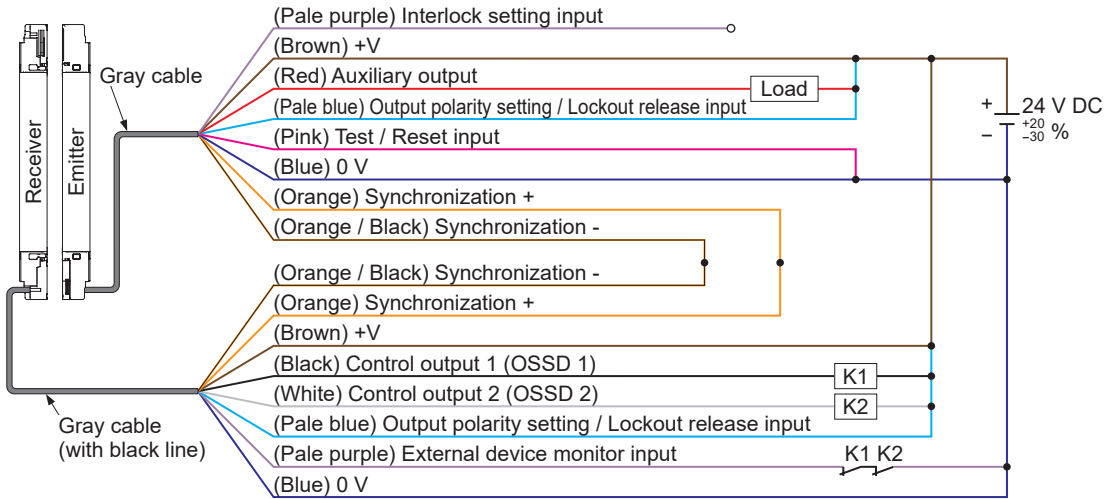 (Pale purple) Interlock setting input
(Brown) +V
Gray cable
(Red) Auxiliary output
Load
(Pale blue) Output polarity setting / Lockout release input
+
24 V DC
+20
−30 %
−
(Pink) Test / Reset input
Receiver
Emitter
(Blue) 0 V
(Orange) Synchronization +
(Orange / Black) Synchronization -
(Orange / Black) Synchronization -
(Orange) Synchronization +
(Brown) +V
(Black) Control output 1 (OSSD 1)
K1
(White) Control output 2 (OSSD 2)
K2
Gray cable
(with black line)
(Pale blue) Output polarity setting / Lockout release input
(Pale purple) External device monitor input
K1 K2
(Blue) 0 V